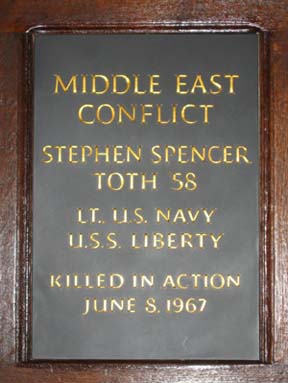 MIDDLE EAST
CONFLICT
STEPHEN SPENCER
TOTH '58
LT. U.S. NAVY
U.S.S. LIBERTY
KILLED IN ACTION
JUNE 8, 1967